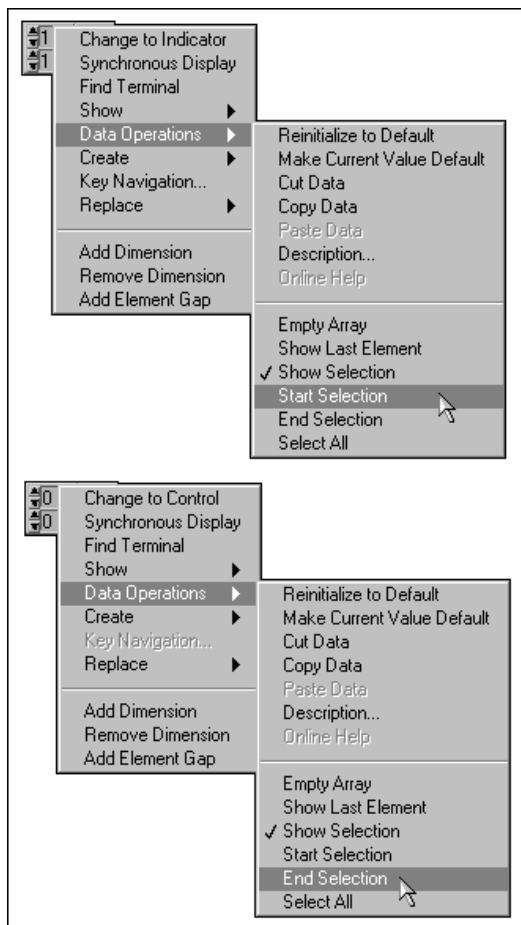 1
1
Change to Indicator
Synchronous Display
Find Terminal
Show
Data Operations
Create
Key Navigation...
Replace
Add Dimension
Remove Dimension
Add Element Gap
Reinitialize to Default
Make Current Value Default
Cut Data
Copy Data
Paste Data
Description...
Online Help
Empty Array
Show Last Element
✓ Show Selection
Start Selection
End Selection
Select All
0
0
Change to Control
Synchronous Display
Find Terminal
Show
Data Operations
Create
Key Navigation...
Replace
Add Dimension
Remove Dimension
Add Element Gap
Reinitialize to Default
Make Current Value Default
Cut Data
Copy Data
Paste Data
Description...
Online Help
Empty Array
Show Last Element
✓ Show Selection
Start Selection
End Selection
Select All